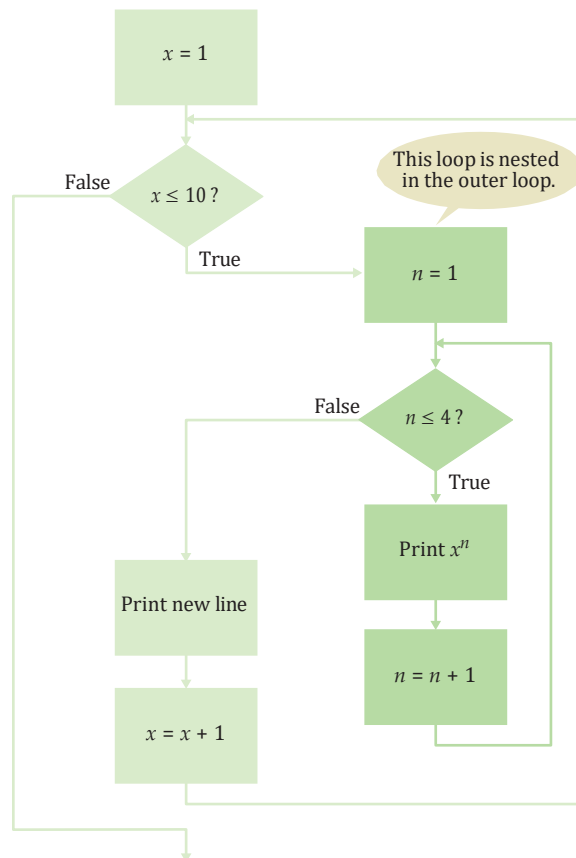 x = 1
This loop is nested
in the outer loop.
False
x ≤ 10 ?
True
n = 1
False
n ≤ 4 ?
True
Print xⁿ
Print new line
n = n + 1
x = x + 1